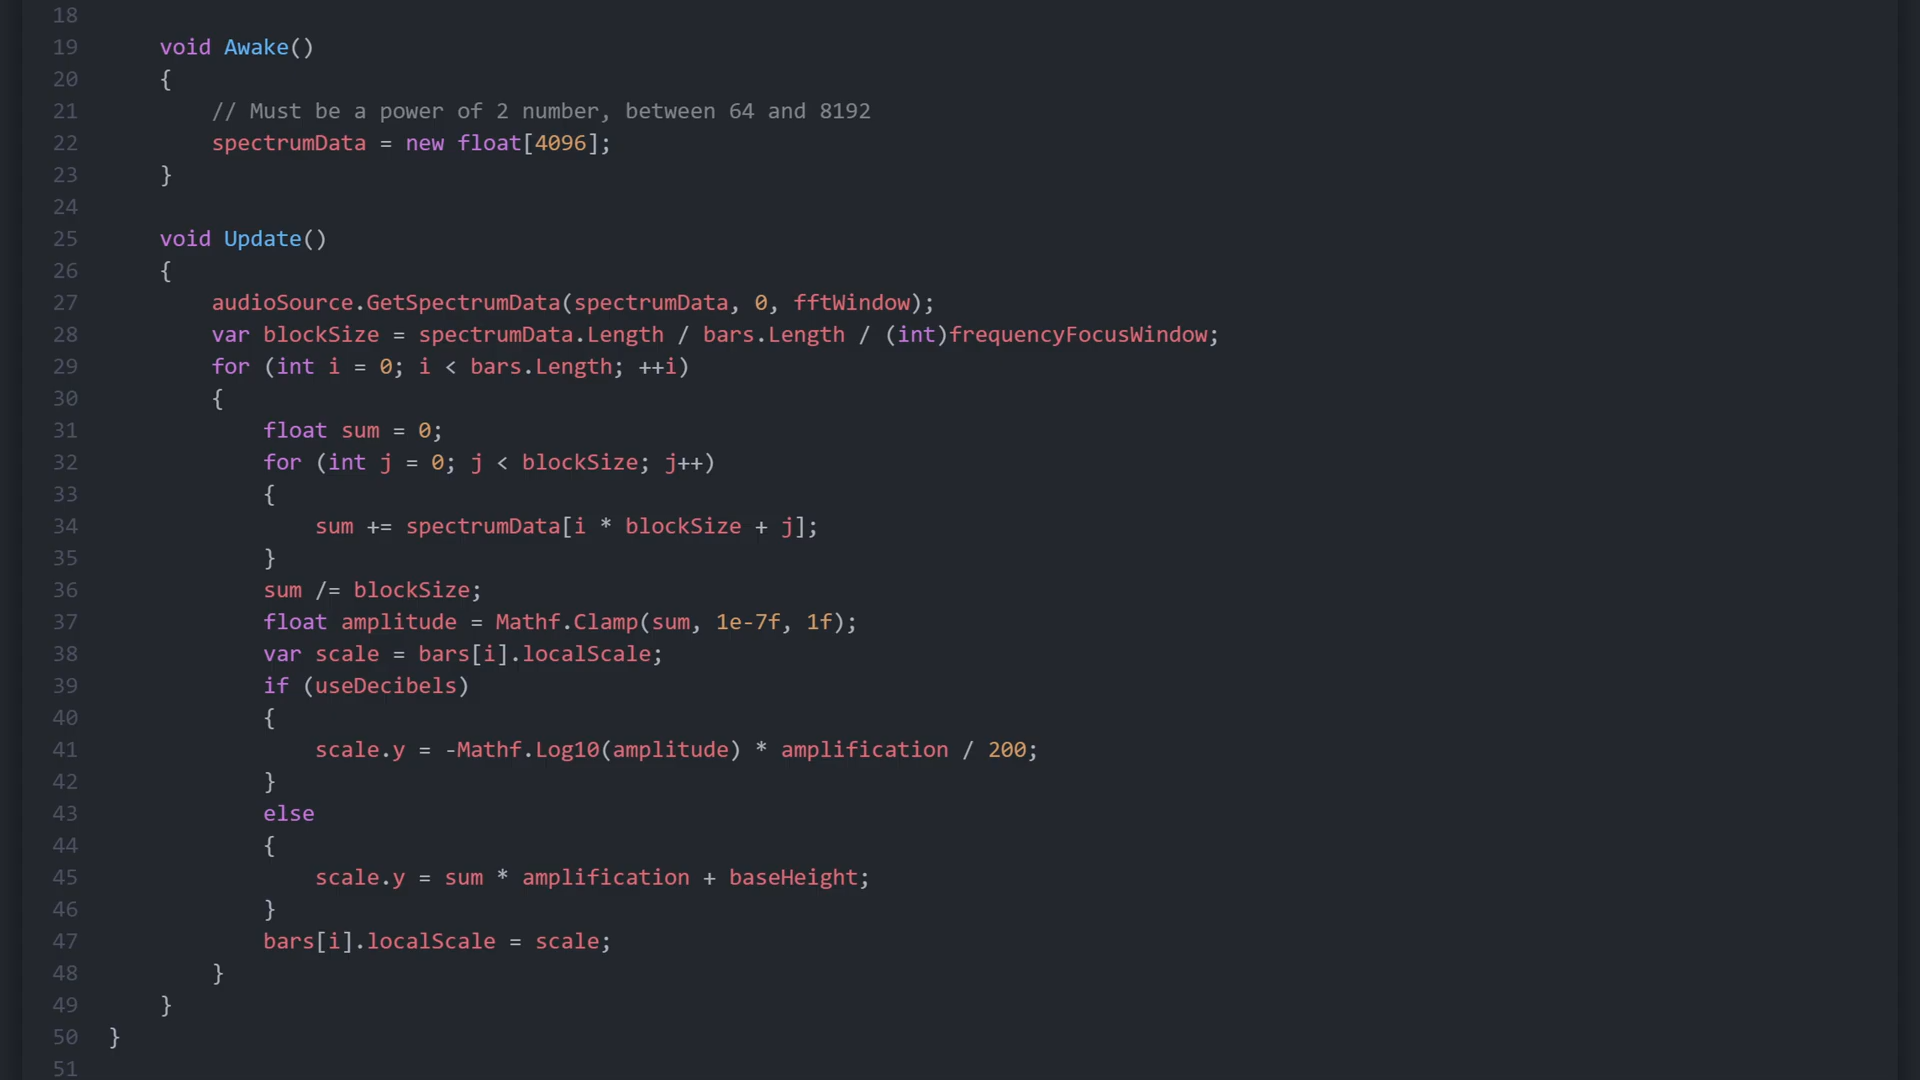 18
19 void Awake()
20 {
21 // Must be a power of 2 number, between 64 and 8192
22 spectrumData = new float[4096];
23 }
24
25 void Update()
26 {
27 audioSource.GetSpectrumData(spectrumData, 0, fftWindow);
28 var blockSize = spectrumData.Length / bars.Length / (int)frequencyFocusWindow;
29 for (int i = 0; i < bars.Length; ++i)
30 {
31 float sum = 0;
32 for (int j = 0; j < blockSize; j++)
33 {
34 sum += spectrumData[i * blockSize + j];
35 }
36 sum /= blockSize;
37 float amplitude = Mathf.Clamp(sum, 1e-7f, 1f);
38 var scale = bars[i].localScale;
39 if (useDecibels)
40 {
41 scale.y = -Mathf.Log10(amplitude) * amplification / 200;
42 }
43 else
44 {
45 scale.y = sum * amplification + baseHeight;
46 }
47 bars[i].localScale = scale;
48 }
49 }
50 }
51